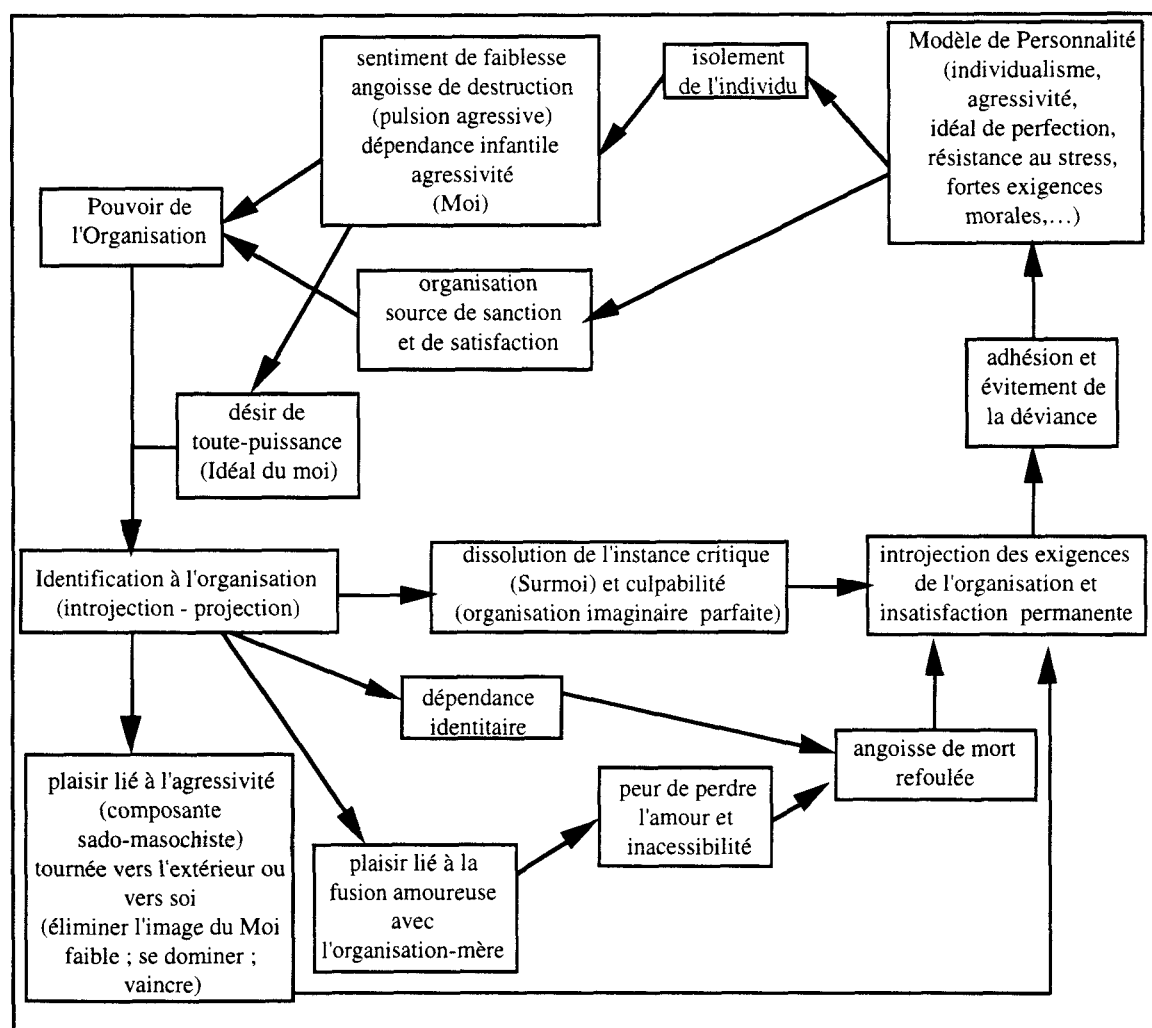 sentiment de faiblesse
angoisse de destruction
(pulsion agressive)
dépendance infantile
agressivité
(Moi)
isolement
de l'individu
Modèle de Personnalité
(individualisme,
agressivité,
idéal de perfection,
résistance au stress,
fortes exigences
morales,...)
Pouvoir de
l'Organisation
organisation
source de sanction
et de satisfaction
adhésion et
évitement de
la déviance
désir de
toute-puissance
(Idéal du moi)
Identification à l'organisation
(introjection - projection)
dissolution de l'instance critique
(Surmoi) et culpabilité
(organisation imaginaire parfaite)
introjection des exigences
de l'organisation et
insatisfaction permanente
dépendance
identitaire
angoisse de mort
refoulée
plaisir lié à l'agressivité
(composante
sado-masochiste)
tournée vers l'extérieur ou
vers soi
(éliminer l'image du Moi
faible ; se dominer ;
vaincre)
peur de perdre
l'amour et
inacessibilité
plaisir lié à la
fusion amoureuse
avec
l'organisation-mère